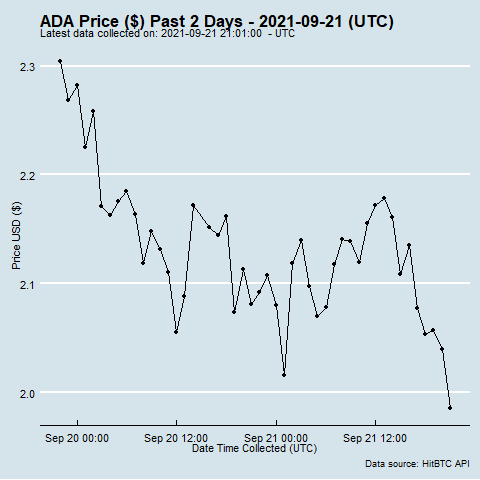 ADA Price ($) Past 2 Days - 2021-09-21 (UTC)
Latest data collected on: 2021-09-21 21:01:00  - UTC
2.3
2.2
2.1
2.0
Price USD ($)
Sep 20 00:00
Sep 20 12:00
Sep 21 00:00
Sep 21 12:00
Date Time Collected (UTC)
Data source: HitBTC API